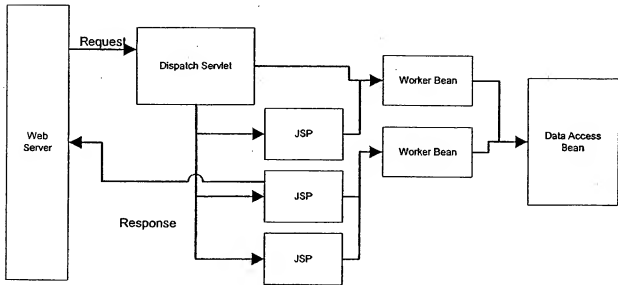 Request
Dispatch Servlet
Worker Bean
Web
Server
JSP
Worker Bean
Data Access
Bean
JSP
Response
JSP